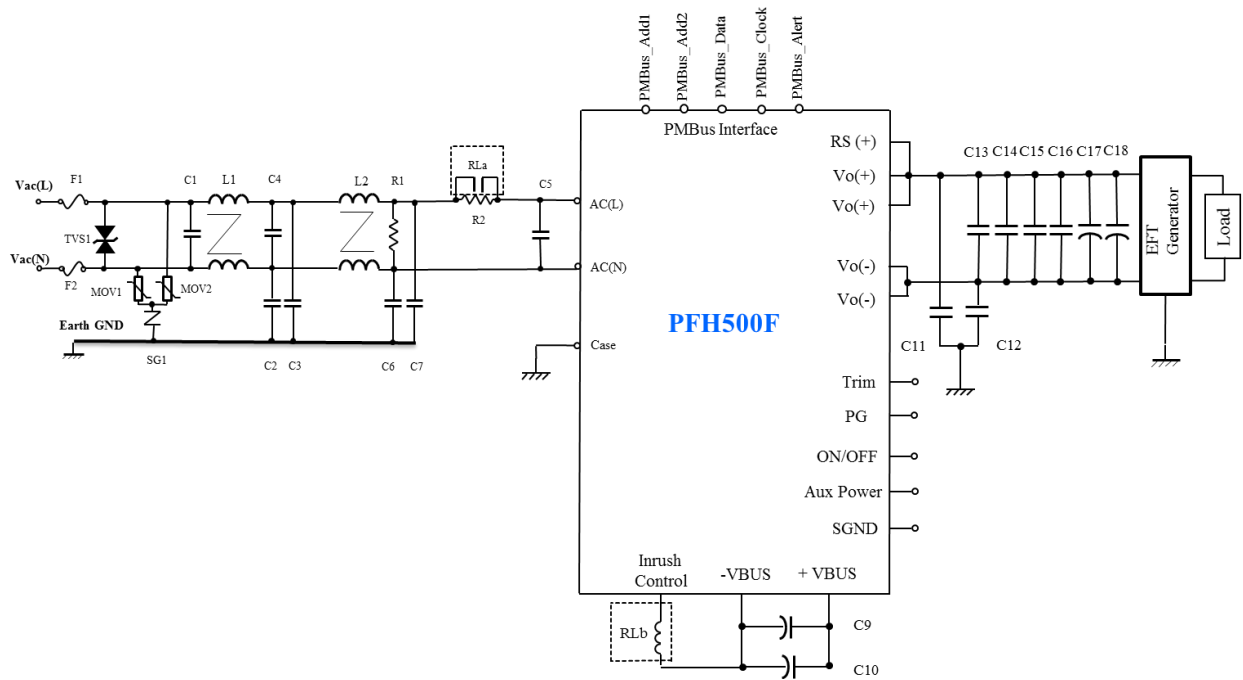 PMBus_Add1
PMBus_Add2
PMBus_Data
PMBus_Clock
PMBus_Alert
PMBus Interface
RS (+)
Vo(+)
Vo(+)
Vo(-)
Vo(-)
Vac(L)
F1
C1
L1
C4
L2
R1
RLa
R2
C5
AC(L)
TVS1
Vac(N)
F2
MOV1
MOV2
AC(N)
Earth GND
SG1
C2
C3
C6
C7
Case
PFH500F
C13
C14
C15
C16
C17
C18
EFT
Generator
Load
C11
C12
Trim
PG
ON/OFF
Aux Power
SGND
Inrush
Control
-VBUS
+ VBUS
RLb
C9
C10